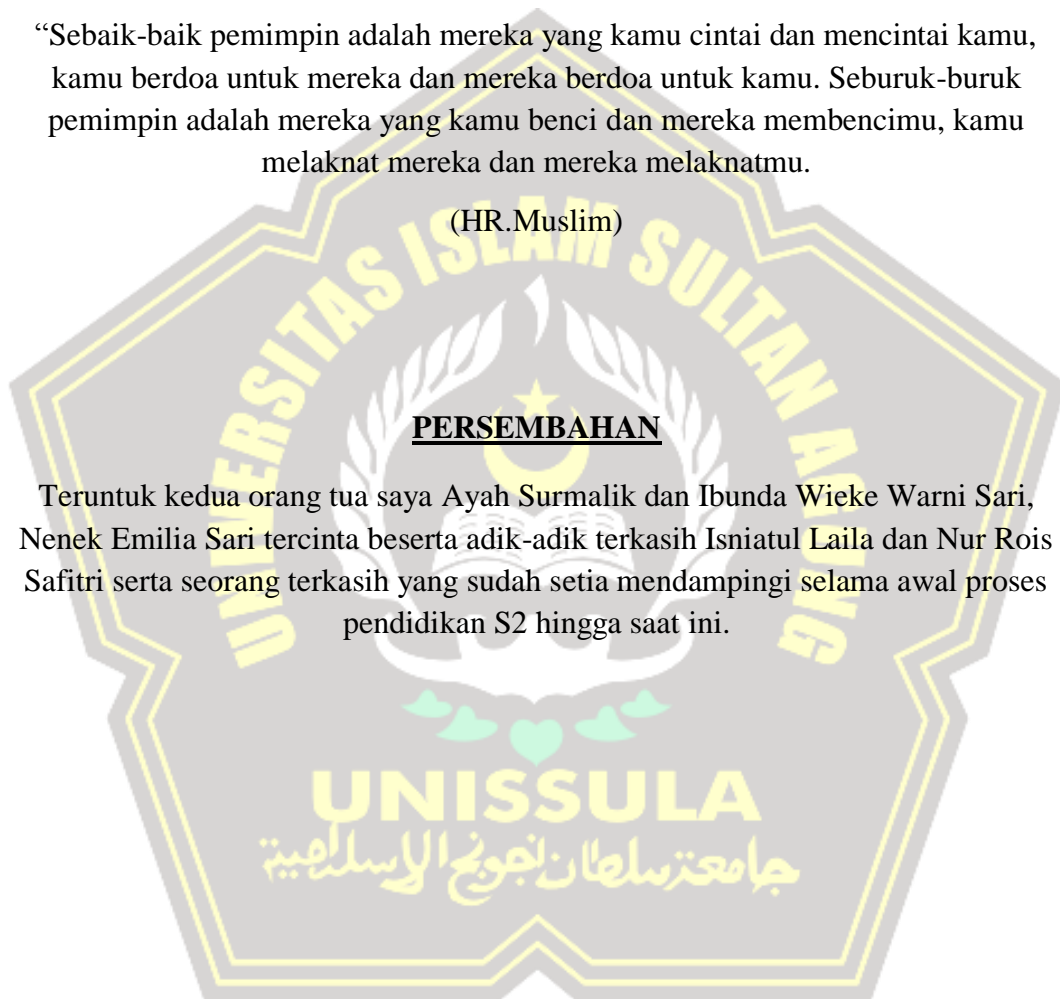 “Sebaik-baik pemimpin adalah mereka yang kamu cintai dan mencintai kamu,
kamu berdoa untuk mereka dan mereka berdoa untuk kamu. Seburuk-buruk
pemimpin adalah mereka yang kamu benci dan mereka membencimu, kamu
melaknat mereka dan mereka melaknatmu.
(HR.Muslim)
UNIVERSITAS ISLAM SULTAN AGUNG
PERSEMBAHAN
Teruntuk kedua orang tua saya Ayah Surmalik dan Ibunda Wieke Warni Sari,
Nenek Emilia Sari tercinta beserta adik-adik terkasih Isniatul Laila dan Nur Rois
Safitri serta seorang terkasih yang sudah setia mendampingi selama awal proses
pendidikan S2 hingga saat ini.
UNISSULA
جامعة سلطان أجونج الإسلامية